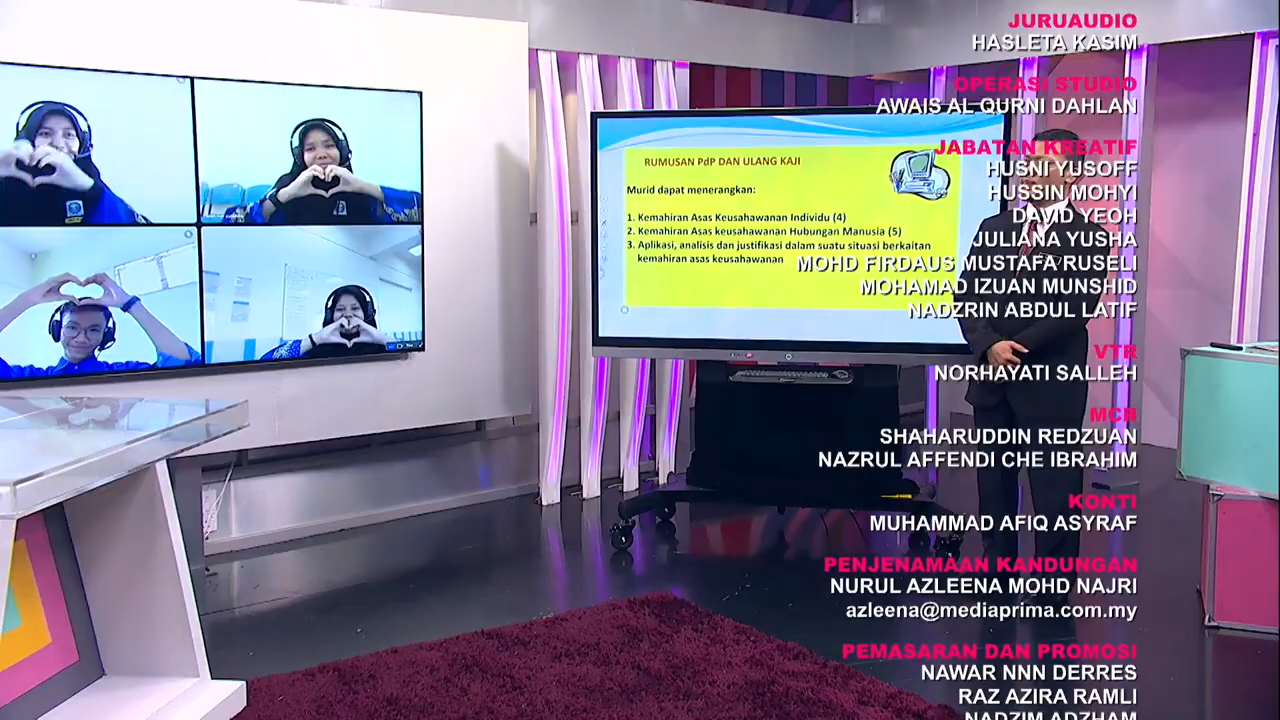 RUMUSAN PdP DAN ULANG KAJI
Murid dapat menerangkan:
1. Kemahiran Asas Keusahawanan Individu (4)
2. Kemahiran Asas keusahawanan Hubungan Manusia (5)
3. Aplikasi, analisis dan justifikasi dalam suatu situasi berkaitan
kemahiran asas keusahawanan
JURUAUDIO
HASLETA KASIM
OPERASI STUDIO
AWAIS AL QURNI DAHLAN
JABATAN KREATIF
HUSNI YUSOFF
HUSSIN MOHYI
DAVID YEOH
JULIANA YUSHA
MOHD FIRDAUS MUSTAFA RUSELI
MOHAMAD IZUAN MUNSHID
NADZRIN ABDUL LATIF
VTR
NORHAYATI SALLEH
MCR
SHAHARUDDIN REDZUAN
NAZRUL AFFENDI CHE IBRAHIM
KONTI
MUHAMMAD AFIQ ASYRAF
PENJENAMAAN KANDUNGAN
NURUL AZLEENA MOHD NAJRI
azleena@mediaprima.com.my
PEMASARAN DAN PROMOSI
NAWAR NNN DERRES
RAZ AZIRA RAMLI
NADZIM ADZHAM